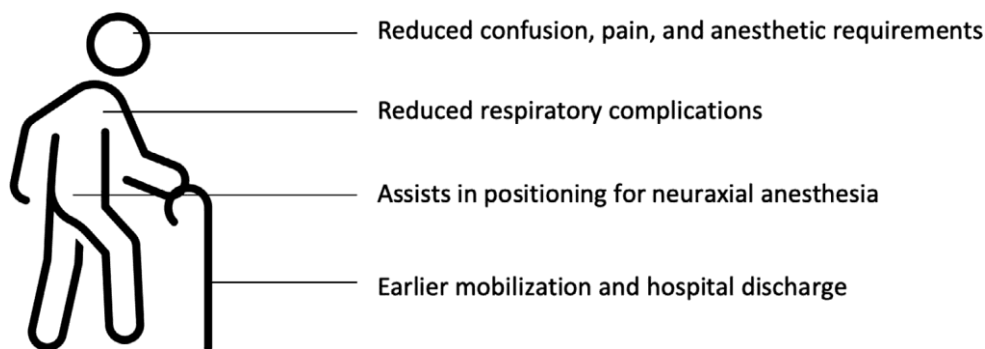 Reduced confusion, pain, and anesthetic requirements
Reduced respiratory complications
Assists in positioning for neuraxial anesthesia
Earlier mobilization and hospital discharge